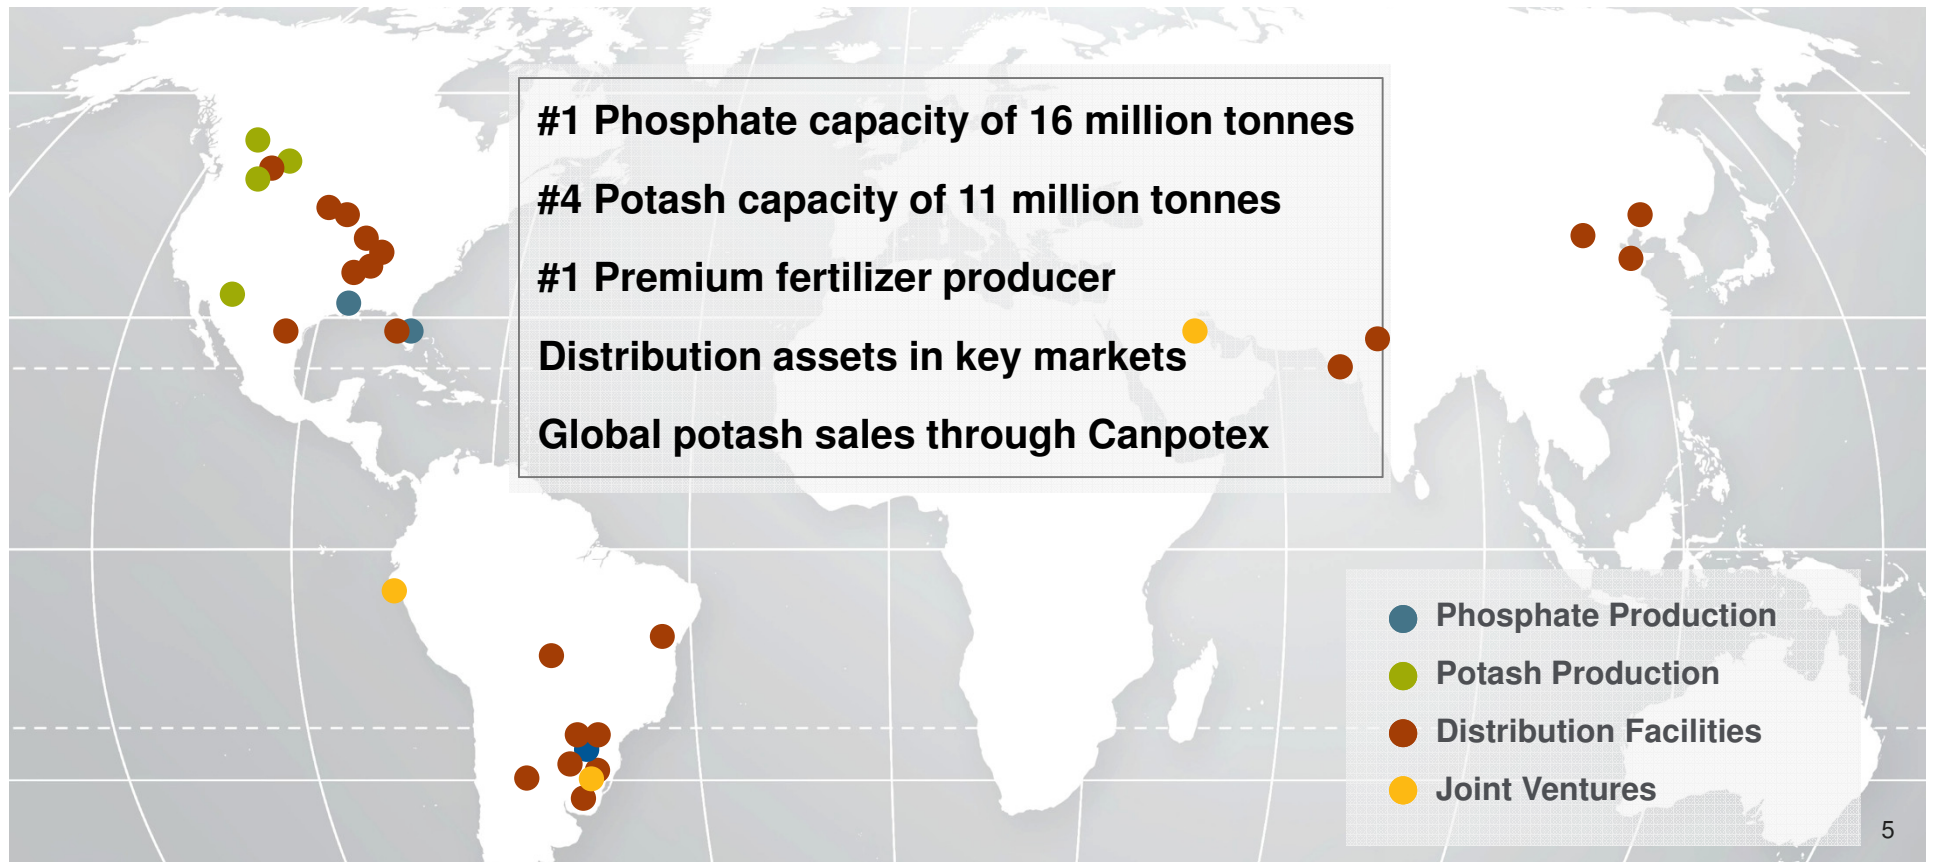 #1 Phosphate capacity of 16 million tonnes
#4 Potash capacity of 11 million tonnes
#1 Premium fertilizer producer
Distribution assets in key markets
Global potash sales through Canpotex
Phosphate Production
Potash Production
Distribution Facilities
Joint Ventures
5